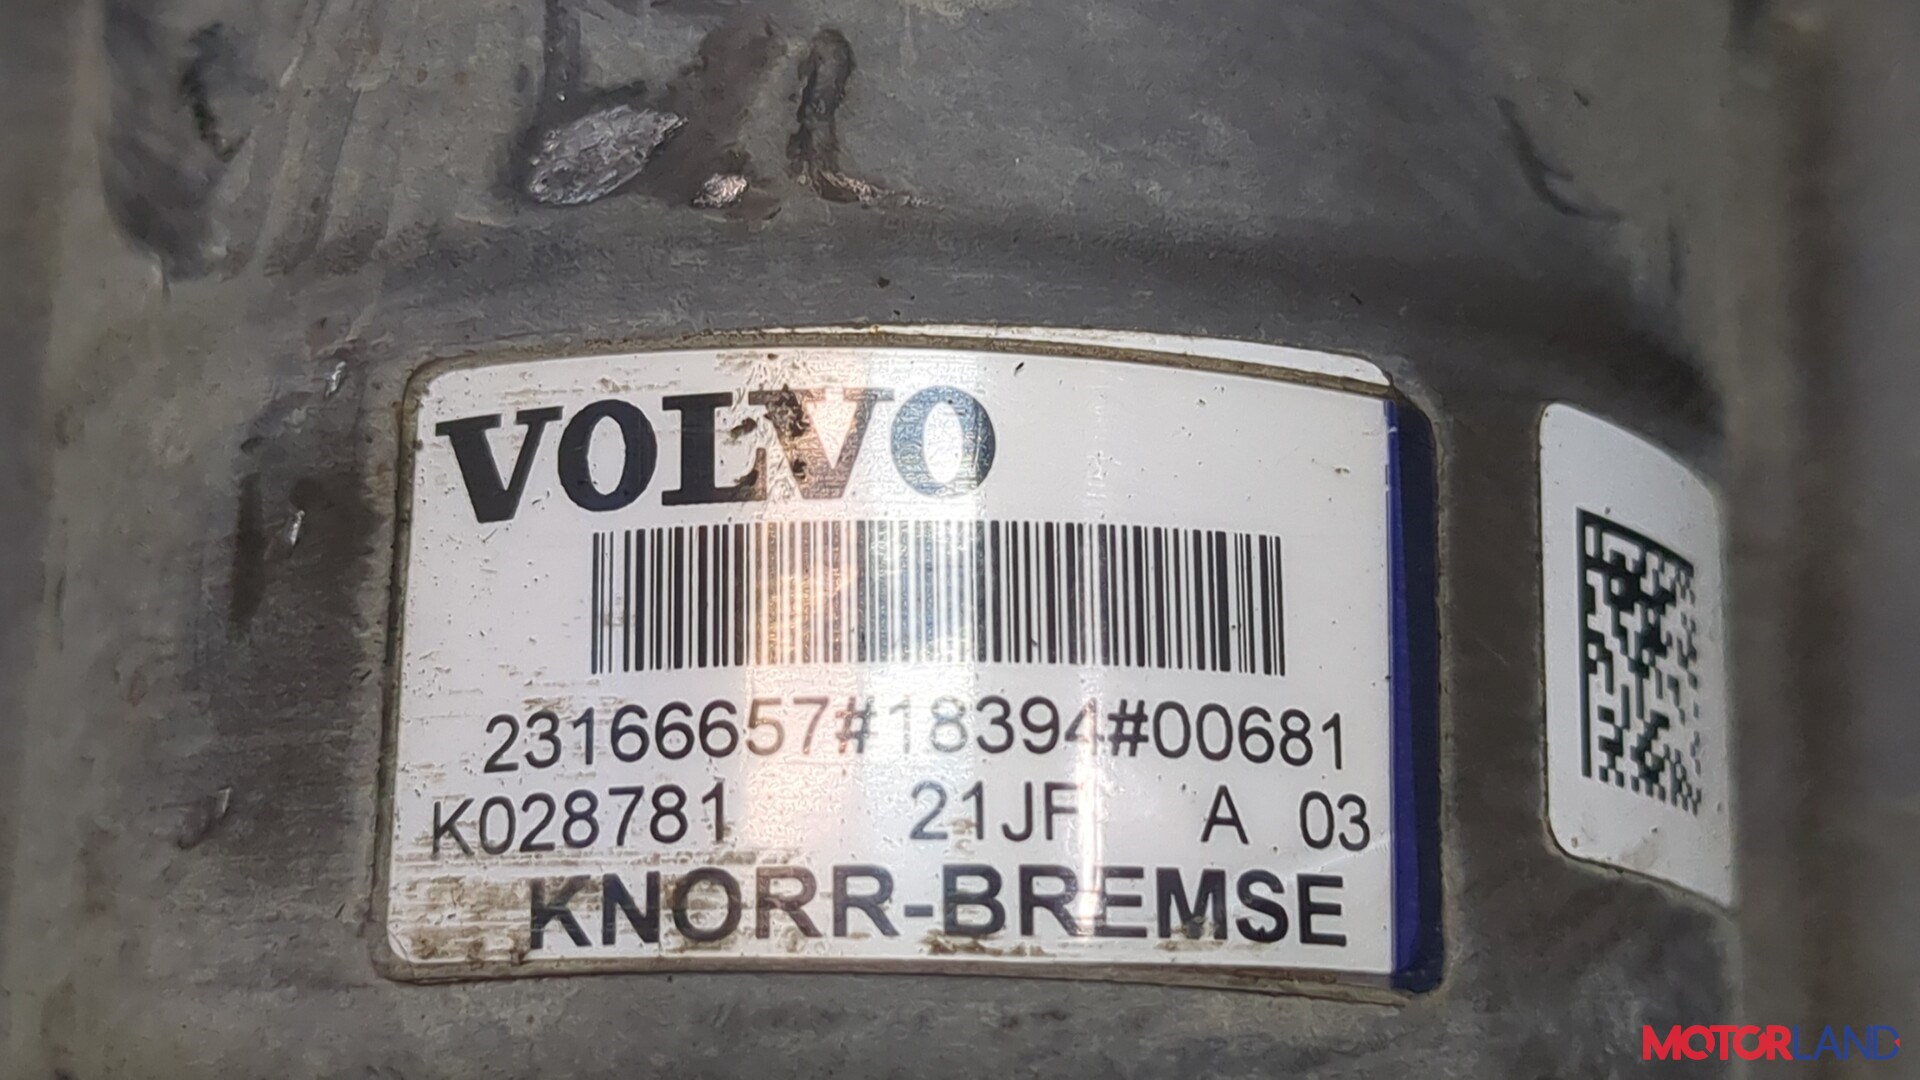 VOLVO
23166657#18394#00681
K028781 21JF A 03
KNORR-BREMSE
MOTORLAND